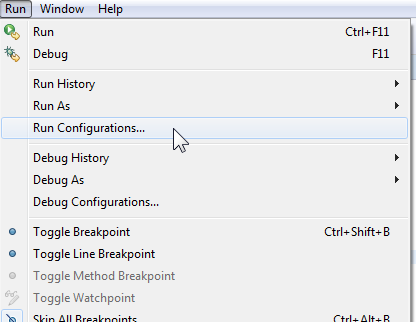 Run Window Help
Run Ctrl+F11
Debug F11
Run History
Run As
Run Configurations...
Debug History
Debug As
Debug Configurations...
Toggle Breakpoint Ctrl+Shift+B
Toggle Line Breakpoint
Toggle Method Breakpoint
Toggle Watchpoint
Skip All Breakpoints Ctrl+Alt+B